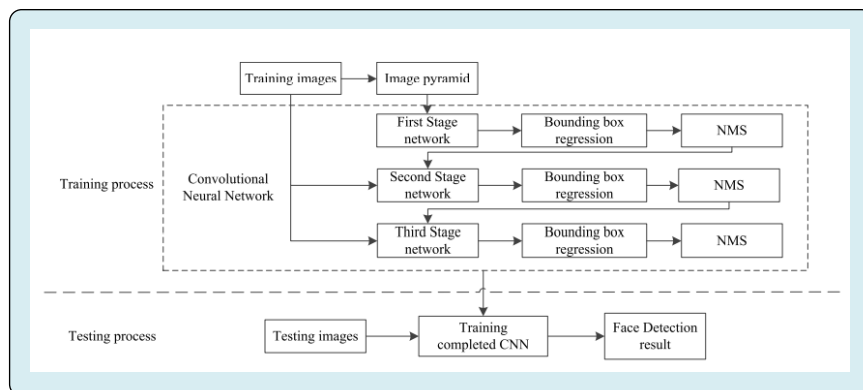 Training images
Image pyramid
First Stage
network
Bounding box
regression
NMS
Training process
Convolutional
Neural Network
Second Stage
network
Bounding box
regression
NMS
Third Stage
network
Bounding box
regression
NMS
Testing process
Testing images
Training
completed CNN
Face Detection
result